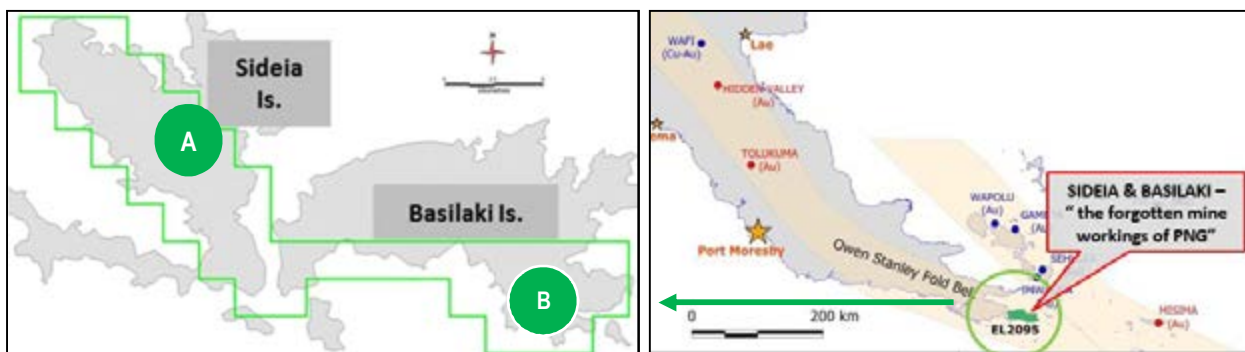 Sideia
Is.
A
Basilaki Is.
B
WAFI
(Cu-Au)
Lae
HIDDEN VALLEY
(Au)
TOLUKUMA
(Au)
Port Moresby
Owen Stanley Fold Bel
WAPOLU
(Au)
SIDEIA & BASILAKI –
“ the forgotten mine
workings of PNG”
MISIMA
(Au)
0
200 km
EL2095